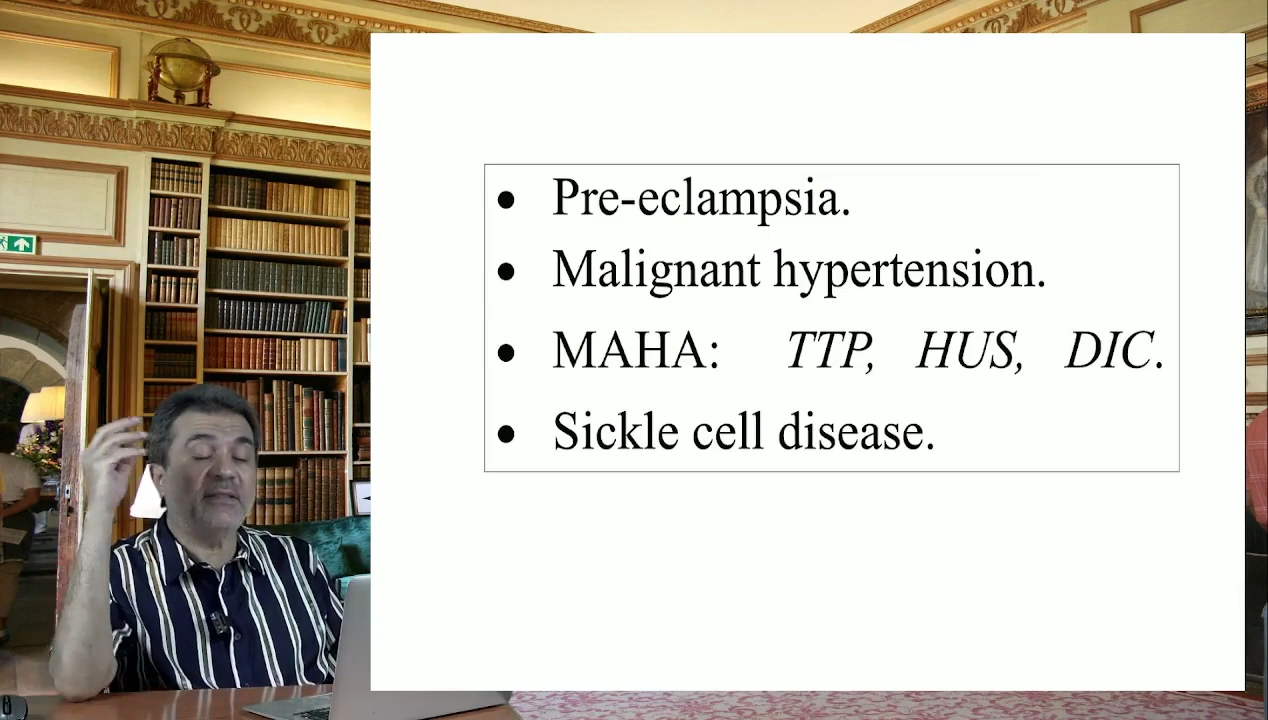 • Pre-eclampsia.
• Malignant hypertension.
• MAHA: TTP, HUS, DIC.
• Sickle cell disease.